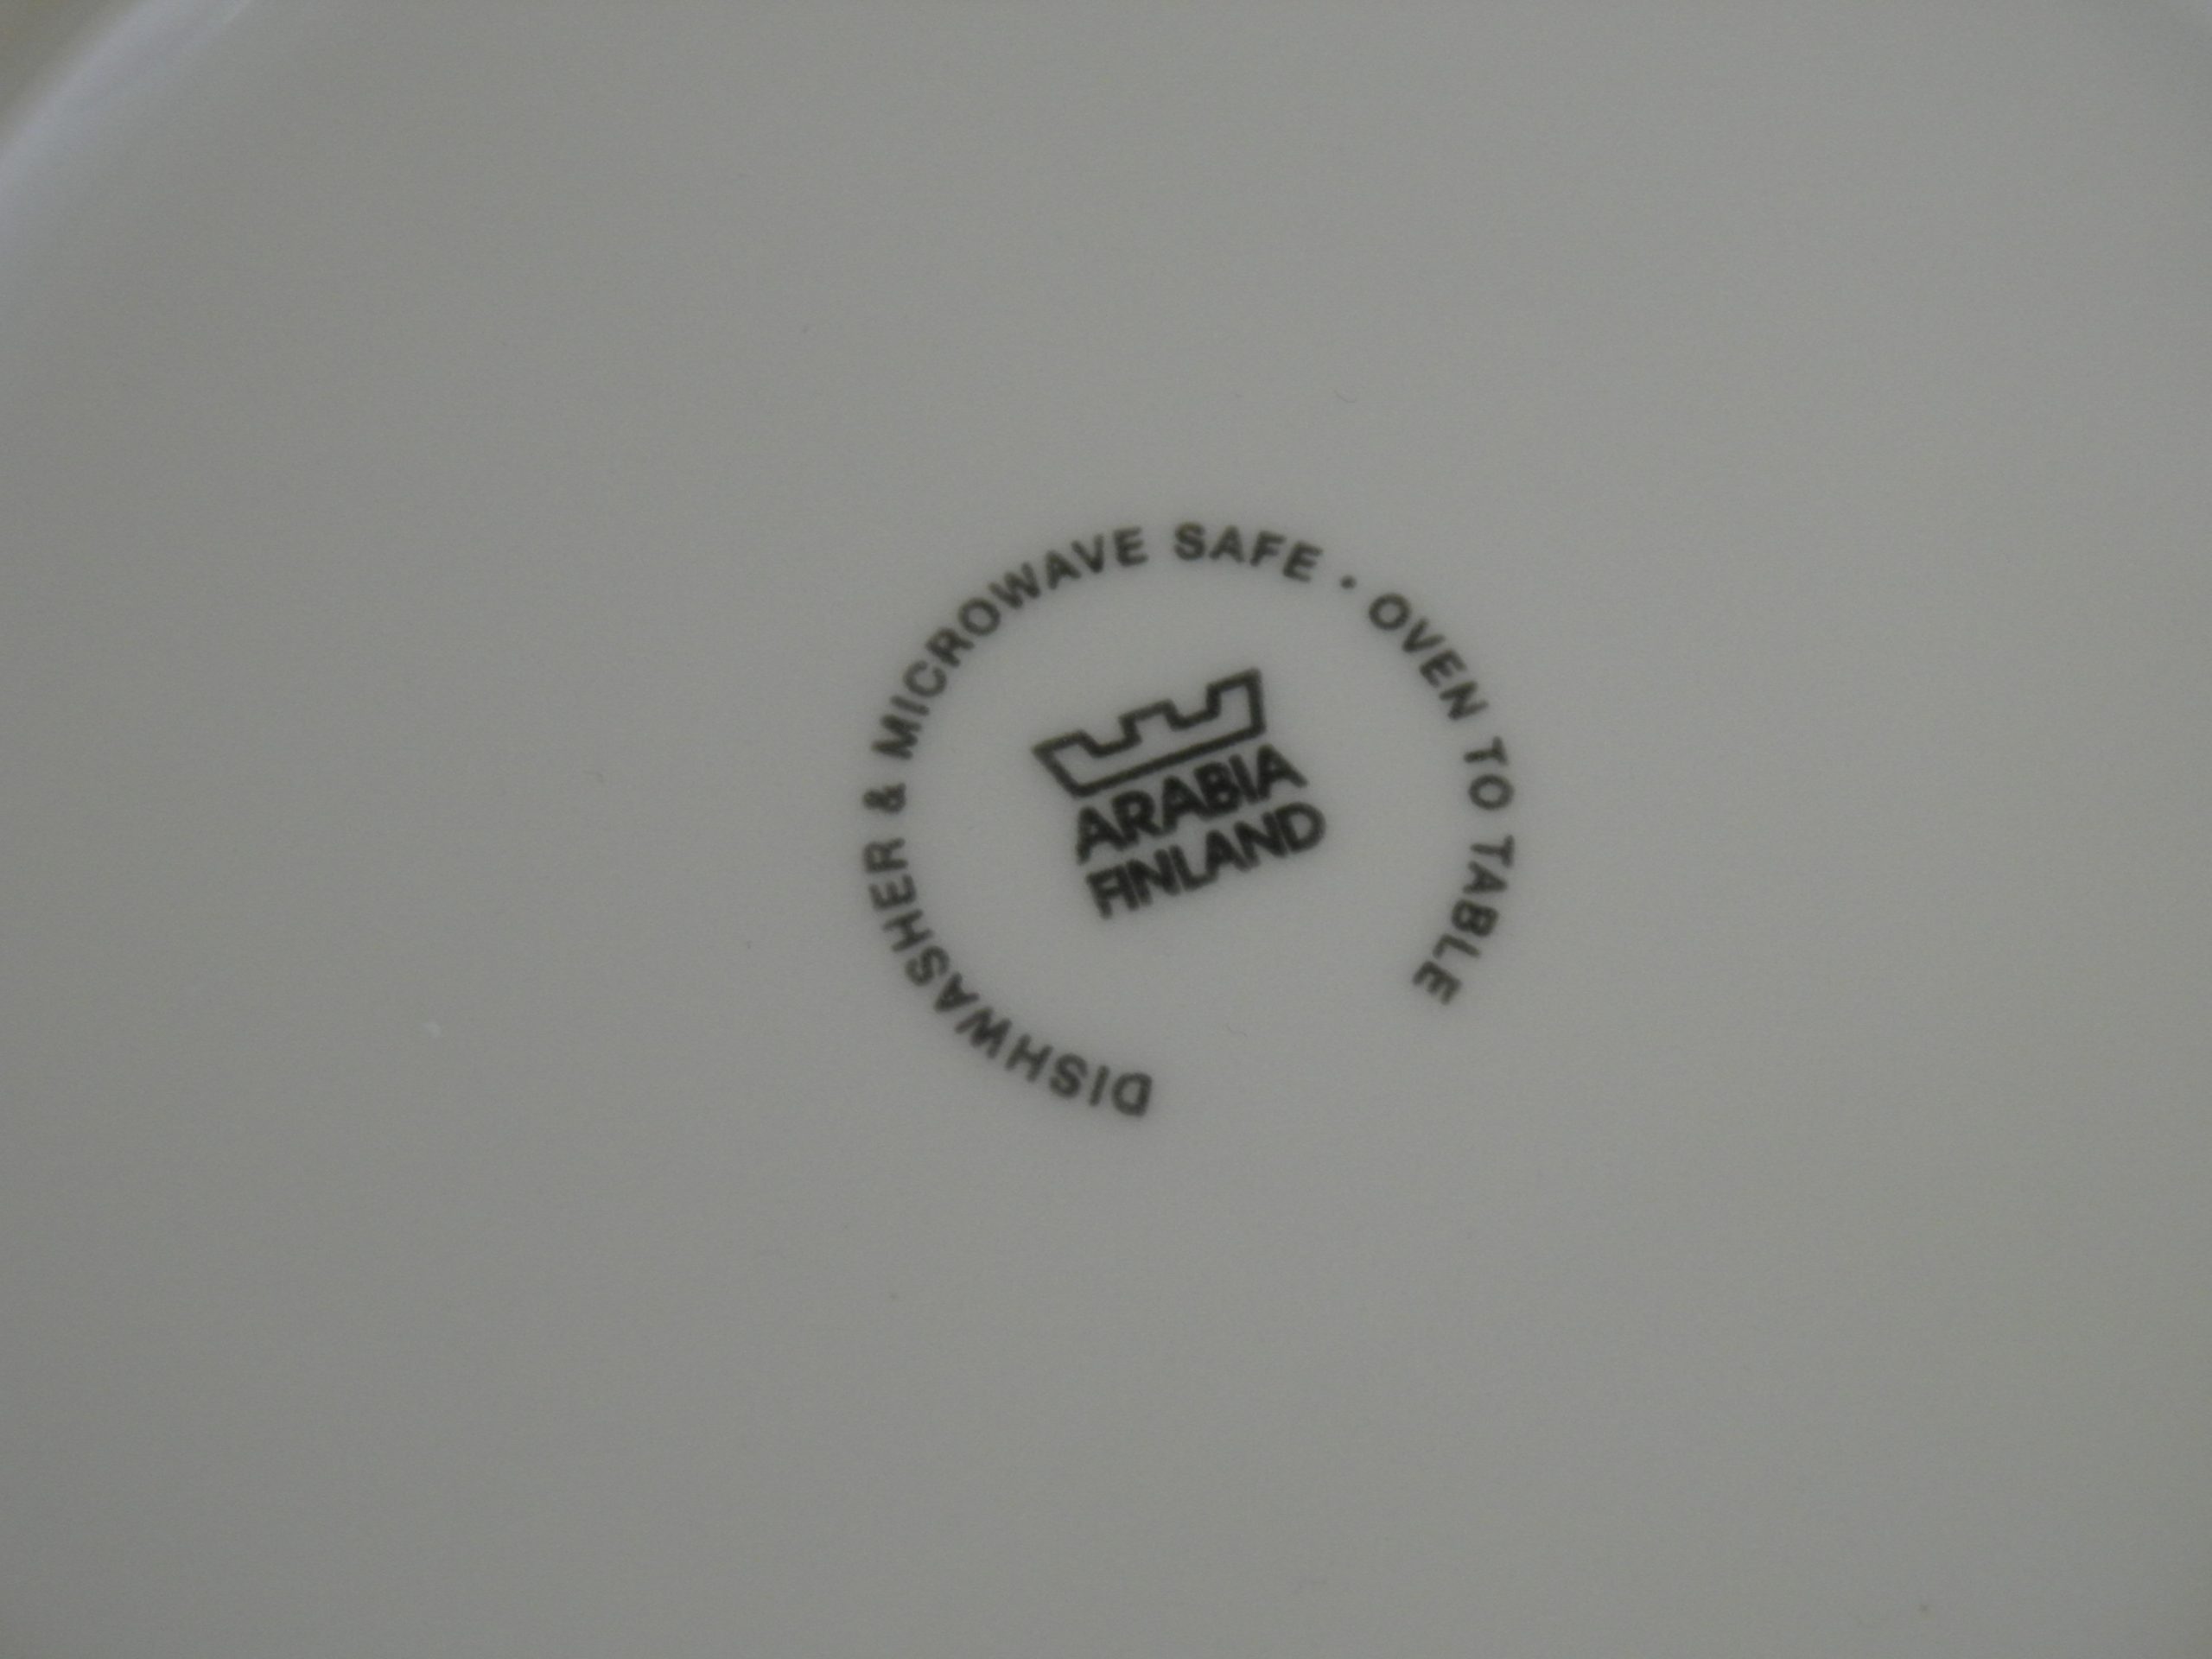 DISHWASHER & MICROWAVE SAFE · OVEN TO TABLE
ARABIA
FINLAND